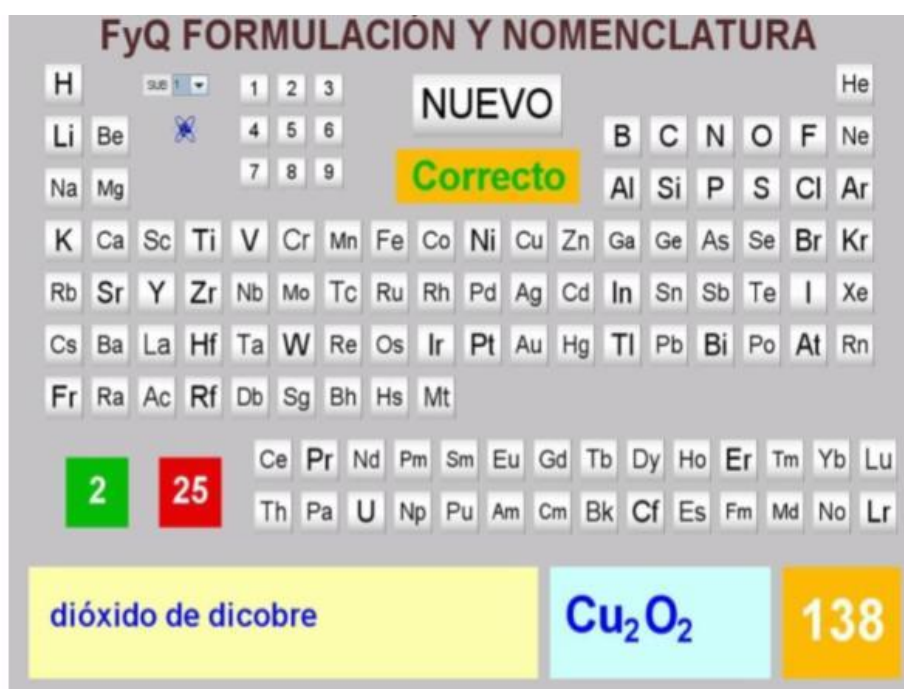 FyQ FORMULACIÓN Y NOMENCLATURA
H SUB 1 1 2 3 NUEVO He
Li Be 4 5 6 B C N O F Ne
Na Mg 7 8 9 Correcto Al Si P S Cl Ar
K Ca Sc Ti V Cr Mn Fe Co Ni Cu Zn Ga Ge As Se Br Kr
Rb Sr Y Zr Nb Mo Tc Ru Rh Pd Ag Cd In Sn Sb Te I Xe
Cs Ba La Hf Ta W Re Os Ir Pt Au Hg Tl Pb Bi Po At Rn
Fr Ra Ac Rf Db Sg Bh Hs Mt
Ce Pr Nd Pm Sm Eu Gd Tb Dy Ho Er Tm Yb Lu
2 25
Th Pa U Np Pu Am Cm Bk Cf Es Fm Md No Lr
dióxido de dicobre Cu₂O₂ 138